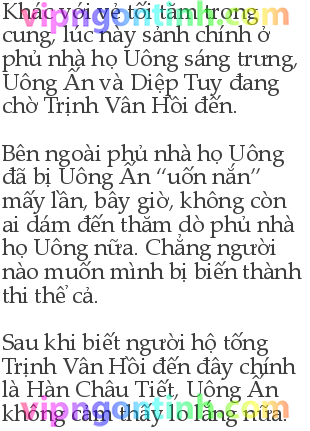 vipngontinh.com
Khác với vẻ tối tăm trong
cung, lúc này sảnh chính ở
phủ nhà họ Uông sáng trưng,
Uông Ẩn và Diệp Tuy đang
chờ Trịnh Vân Hồi đến.
Bên ngoài phủ nhà họ Uông
đã bị Uông Ấn “uốn nắn”
mấy lần, bây giờ, không còn
ai dám đến thăm dò phủ nhà
họ Uông nữa. Chẳng người
nào muốn mình bị biến thành
thi thể cả.
Sau khi biết người hộ tống
Trịnh Vân Hồi đến đây chính
là Hàn Châu Tiết, Uông Ấn
không cảm thấy lo lắng nữa.
vipngontinh.com